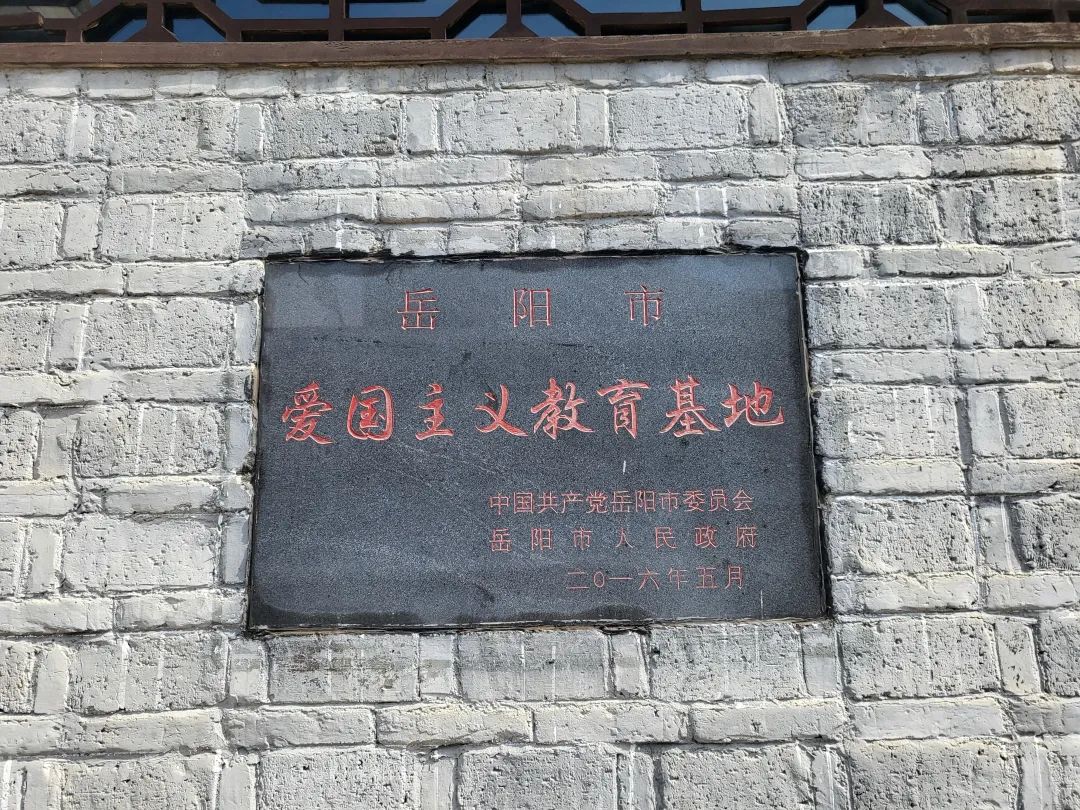 岳阳市
爱国主义教育基地
中国共产党岳阳市委员会
岳阳市人民政府
二0一六年五月